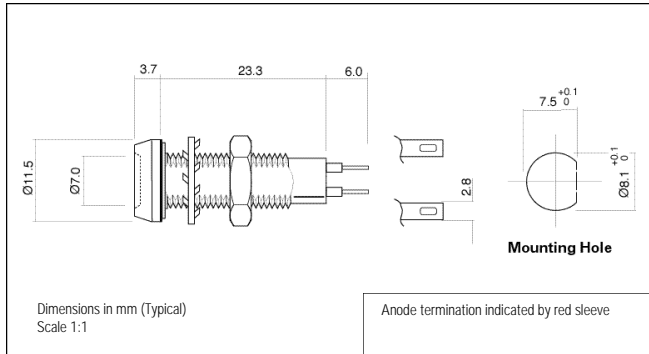 3.7
23.3
6.0
7.5 +0.1 0
Ø11.5
Ø7.0
2.8
Ø8.1 +0.1 0
Mounting Hole
Dimensions in mm (Typical)
Scale 1:1
Anode termination indicated by red sleeve